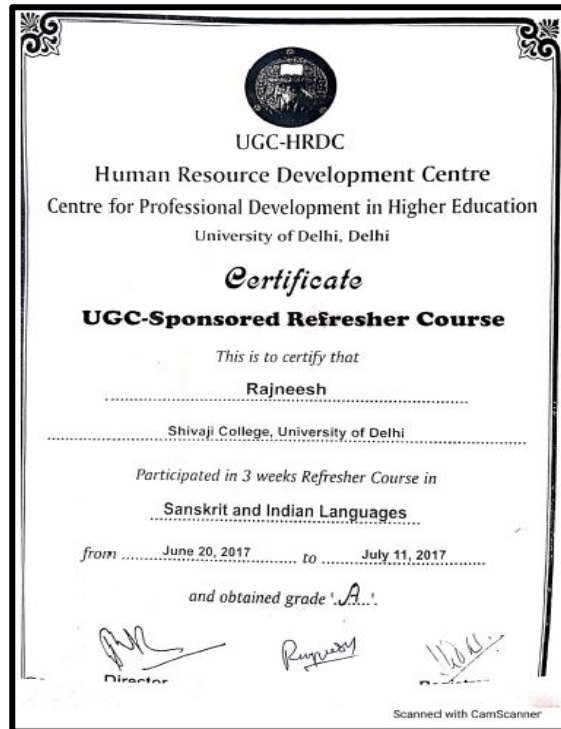 UGC-HRDC
Human Resource Development Centre
Centre for Professional Development in Higher Education
University of Delhi, Delhi
Certificate
UGC-Sponsored Refresher Course
This is to certify that
Rajneesh
Shivaji College, University of Delhi
Participated in 3 weeks Refresher Course in
Sanskrit and Indian Languages
from June 20, 2017 to July 11, 2017
and obtained grade 'A'.
Director
Scanned with CamScanner